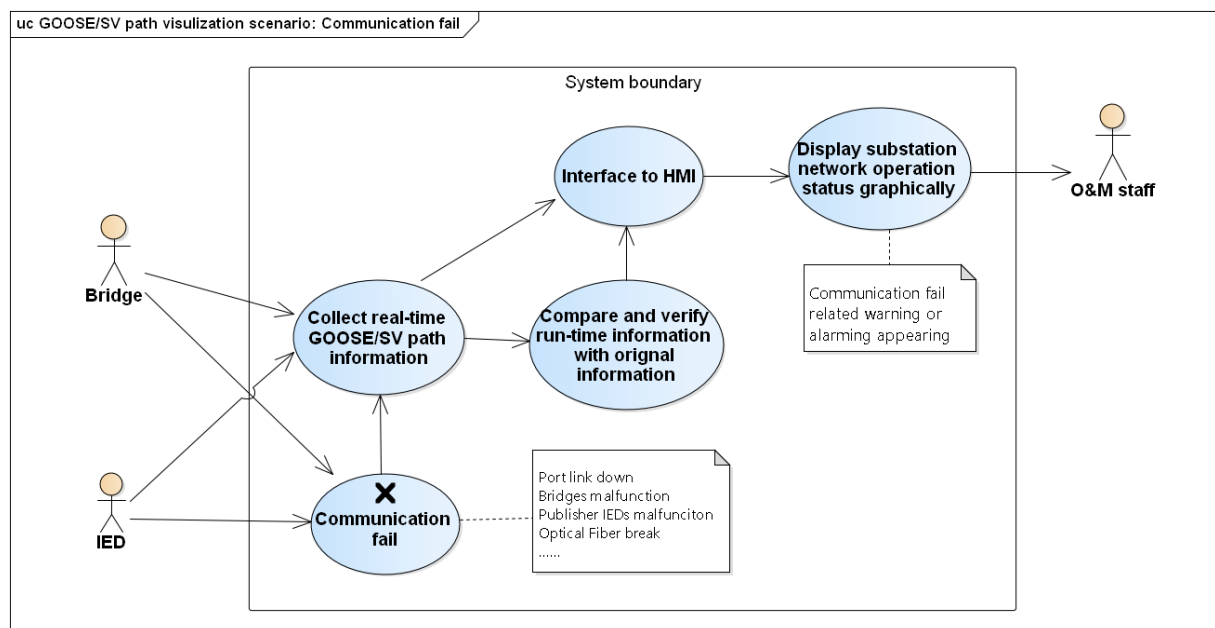 uc GOOSE/SV path visulization scenario: Communication fail
System boundary
Display substation
network operation
status graphically
Interface to HMI
O&M staff
Bridge
Collect real-time
GOOSE/SV path
information
Compare and verify
run-time information
with orignal
information
Communication fail
related warning or
alarming appearing
Communication
fail
Port link down
Bridges malfunction
Publisher IEDs malfunciton
Optical Fiber break
......
IED